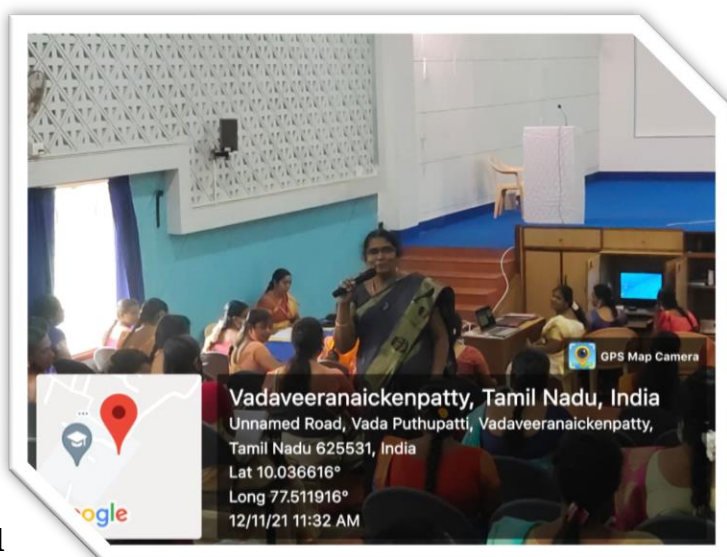 GPS Map Camera
Vadaveeranaickenpatty, Tamil Nadu, India
Unnamed Road, Vada Puthupatti, Vadaveeranaickenpatty,
Tamil Nadu 625531, India
Lat 10.036616°
Long 77.511916°
12/11/21 11:32 AM
ogle
l